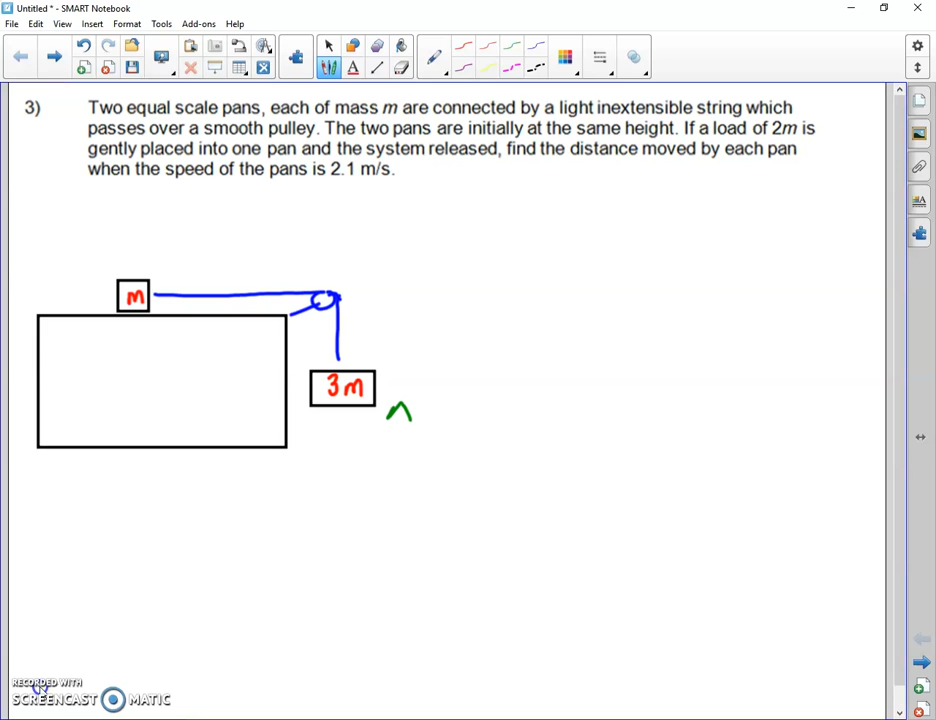 Untitled * - SMART Notebook
File Edit View Insert Format Tools Add-ons Help
3) Two equal scale pans, each of mass m are connected by a light inextensible string which
passes over a smooth pulley. The two pans are initially at the same height. If a load of 2m is
gently placed into one pan and the system released, find the distance moved by each pan
when the speed of the pans is 2.1 m/s.
m
3m
RECORDED WITH
SCREENCAST MATIC